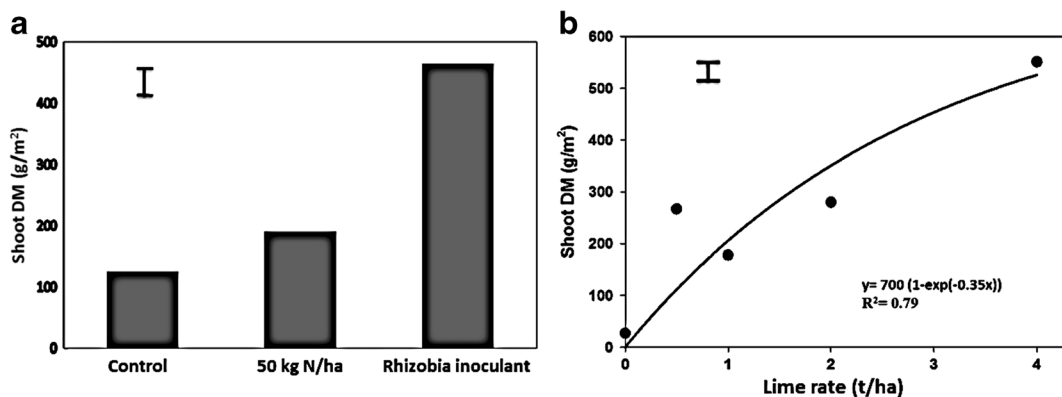 a
500
400
300
200
100
0
Shoot DM (g/m²)
Control
50 kg N/ha
Rhizobia inoculant
b
600
500
400
300
200
100
0
Shoot DM (g/m²)
0
1
2
3
4
Lime rate (t/ha)
y= 700 (1-exp(-0.35x))
R²= 0.79